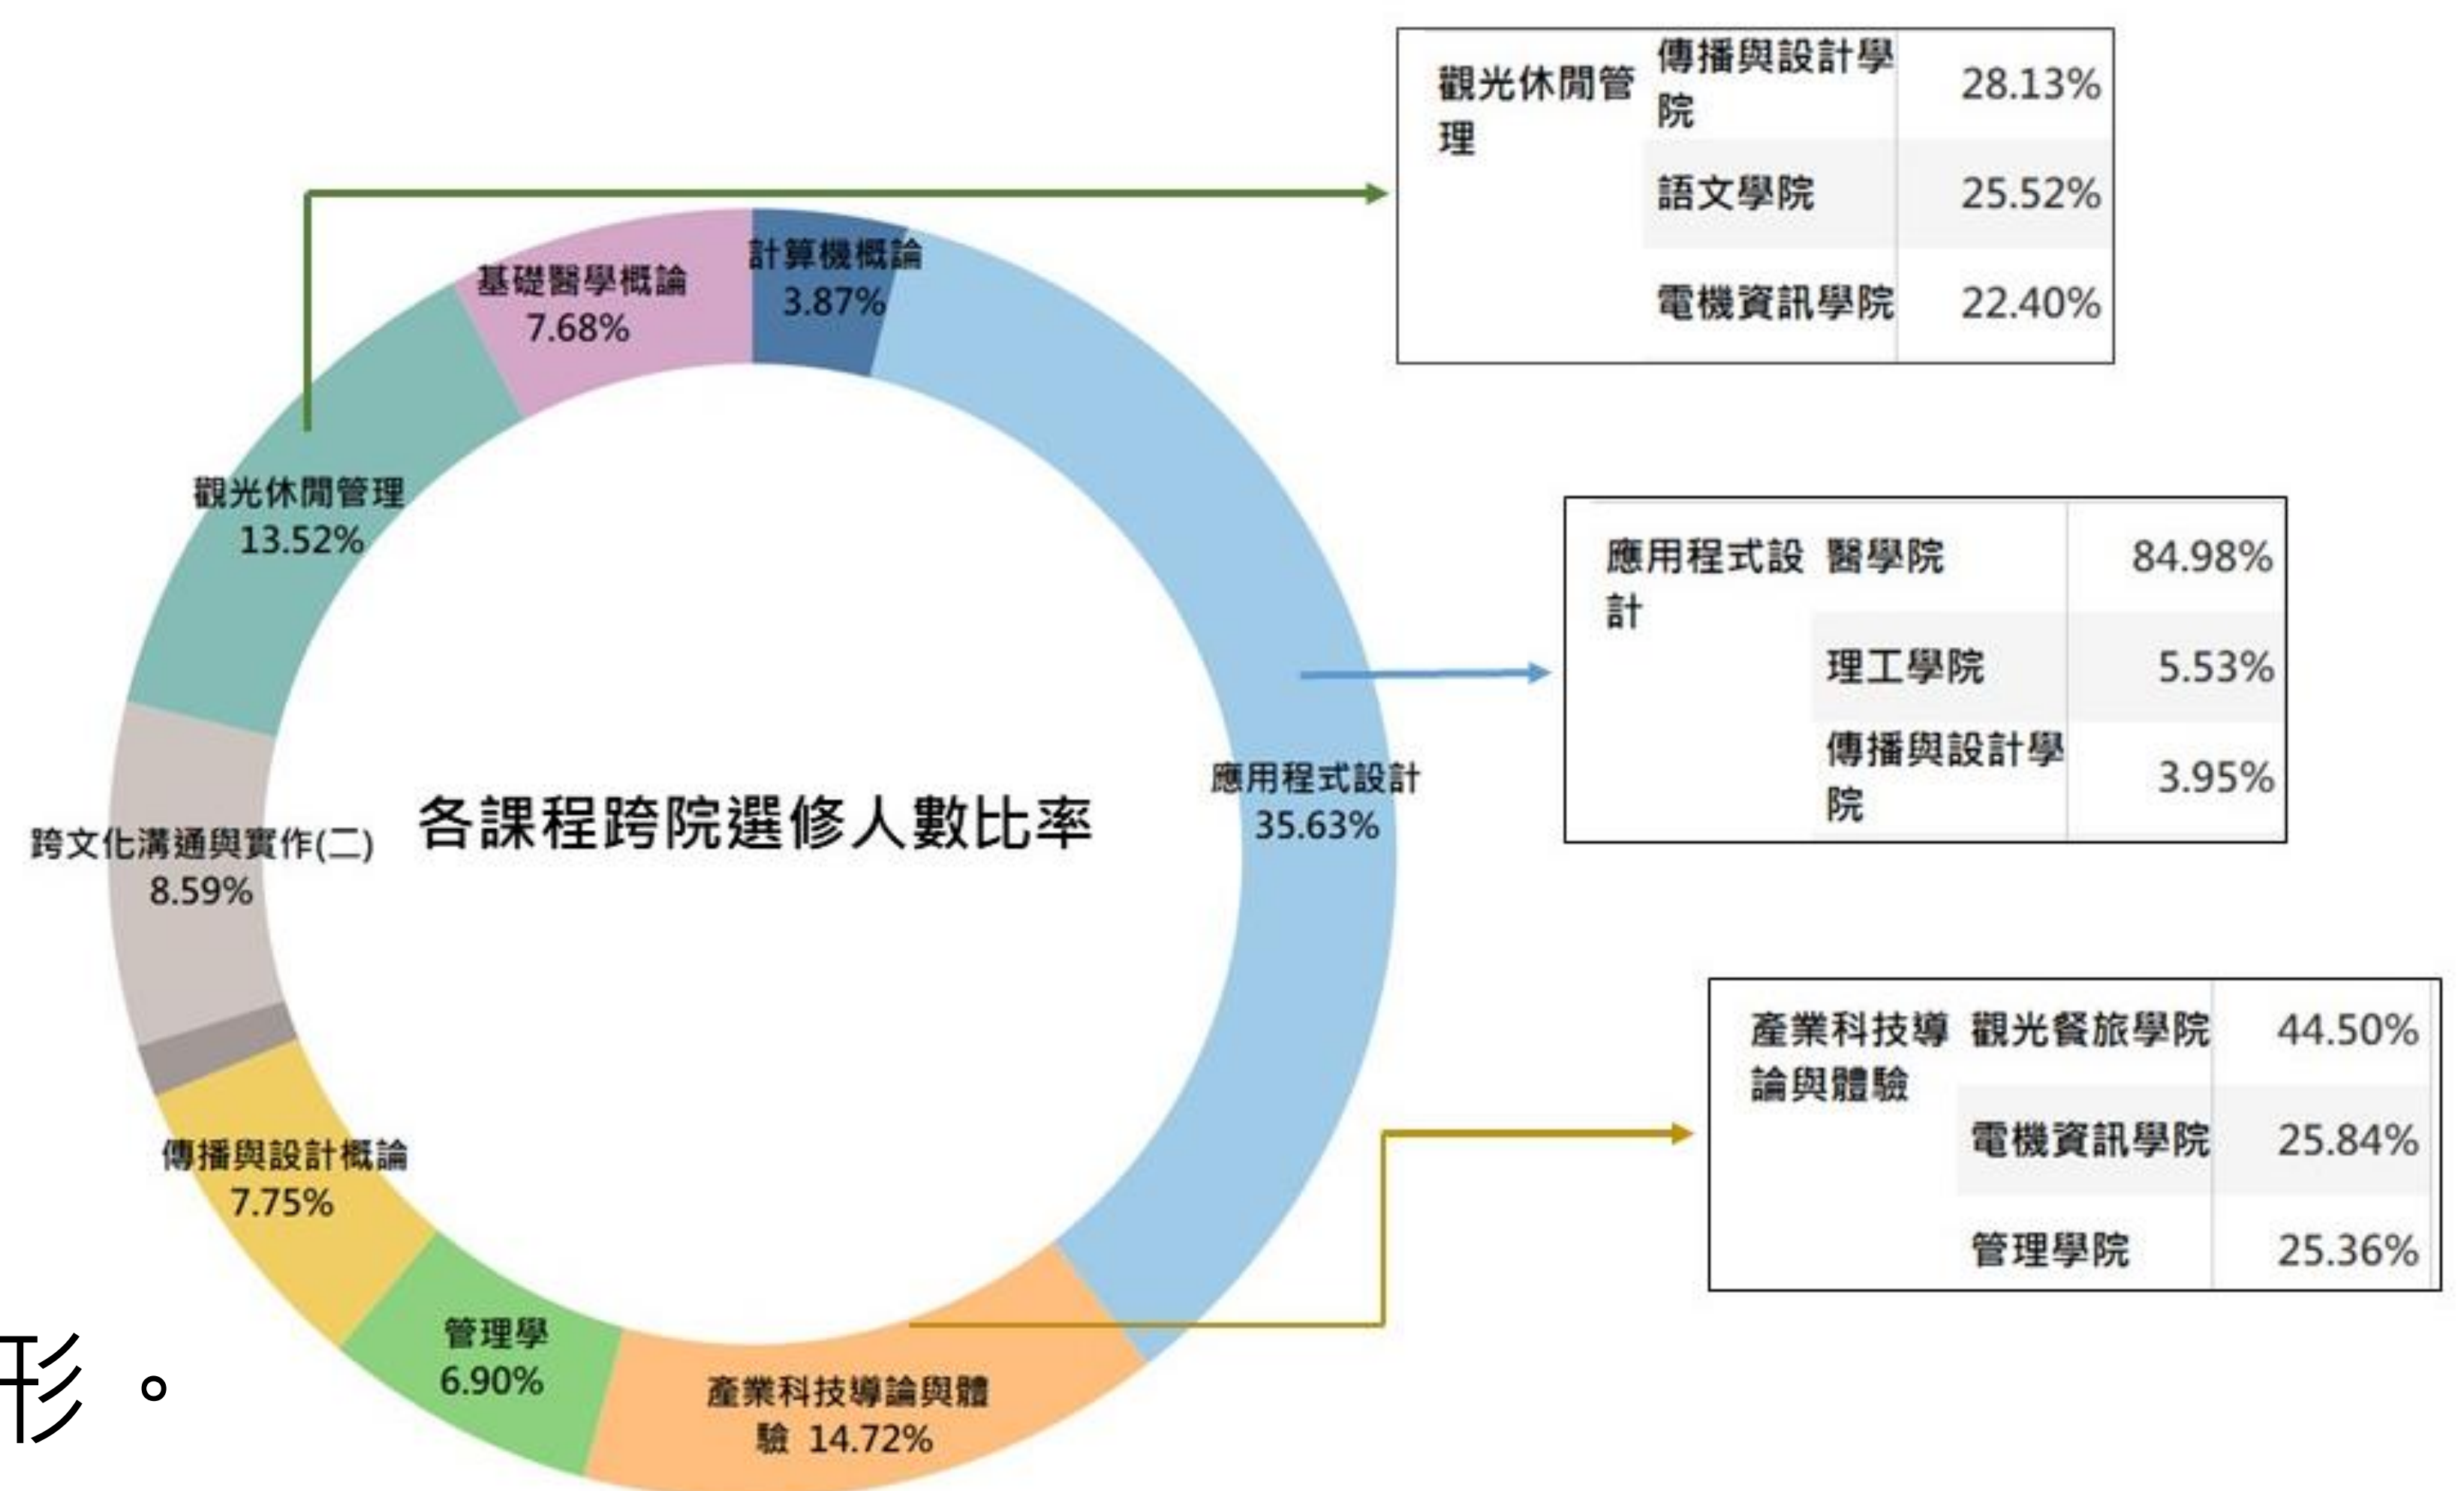 計算機概論
3.87%
應用程式設計
35.63%
產業科技導論與體
驗 14.72%
管理學
6.90%
傳播與設計概論
7.75%
跨文化溝通與實作(二)
8.59%
觀光休閒管理
13.52%
基礎醫學概論
7.68%
各課程跨院選修人數比率
觀光休閒管
理
傳播與設計學
院
28.13%
語文學院 25.52%
電機資訊學院 22.40%
應用程式設
計
醫學院 84.98%
理工學院 5.53%
傳播與設計學
院
3.95%
產業科技導
論與體驗
觀光餐旅學院 44.50%
電機資訊學院 25.84%
管理學院 25.36%
形。